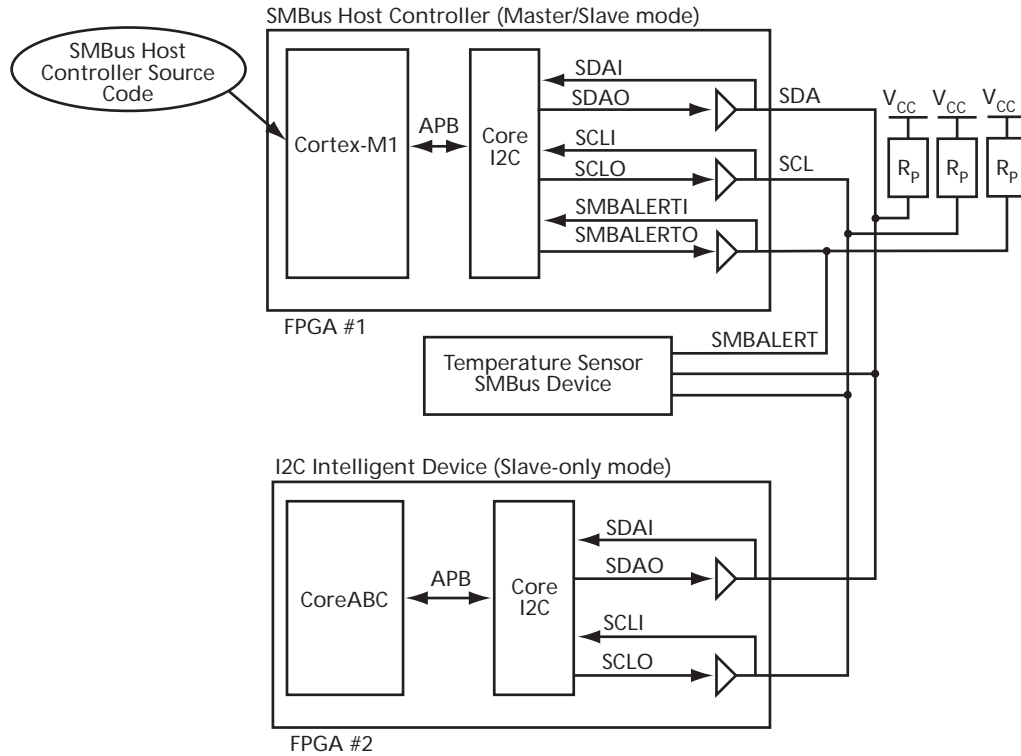 SMBus Host Controller (Master/Slave mode)
SMBus Host
Controller Source
Code
Cortex-M1
APB
Core
I2C
SDAI
SDAO
SCLI
SCLO
SMBALERTI
SMBALERTO
SDA
SCL
VCC
VCC
VCC
RP
RP
RP
FPGA #1
SMBALERT
Temperature Sensor
SMBus Device
I2C Intelligent Device (Slave-only mode)
CoreABC
APB
Core
I2C
SDAI
SDAO
SCLI
SCLO
FPGA #2